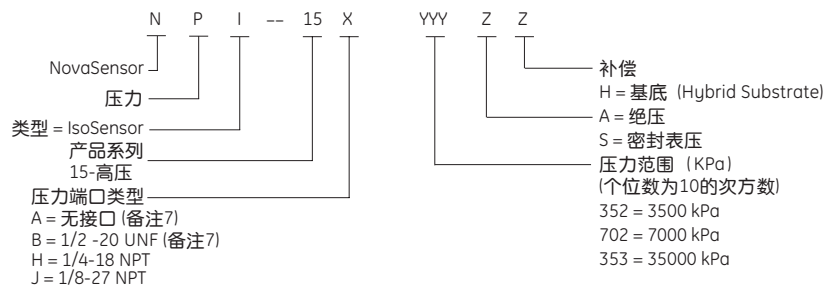 N P I -- 15 X YYY Z Z
NovaSensor
压力
类型 = IsoSensor
产品系列
15-高压
压力端口类型
A = 无接口 (备注7)
B = 1/2 -20 UNF (备注7)
H = 1/4-18 NPT
J = 1/8-27 NPT
补偿
H = 基底 (Hybrid Substrate)
A = 绝压
S = 密封表压
压力范围 (KPa)
(个位数为10的次方数)
352 = 3500 kPa
702 = 7000 kPa
353 = 35000 kPa